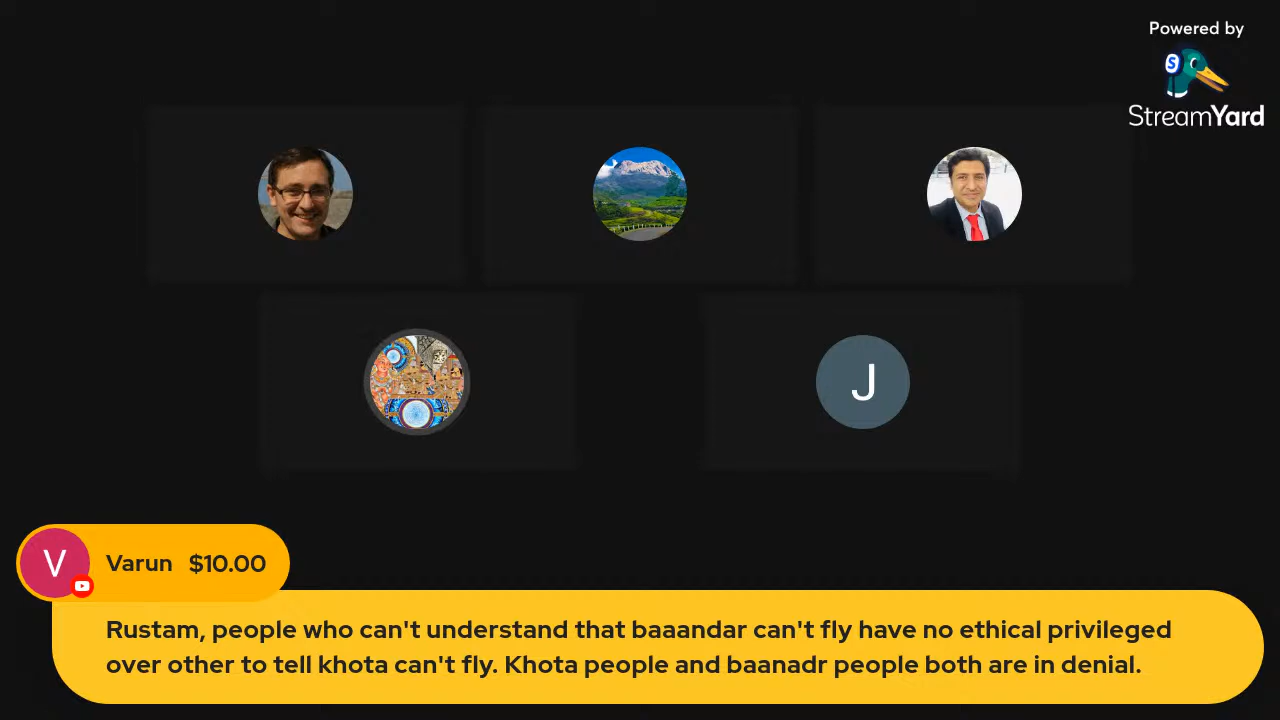 Powered by
S
StreamYard
J
V
Varun $10.00
Rustam, people who can't understand that baaandar can't fly have no ethical privileged
over other to tell khota can't fly. Khota people and baanadr people both are in denial.